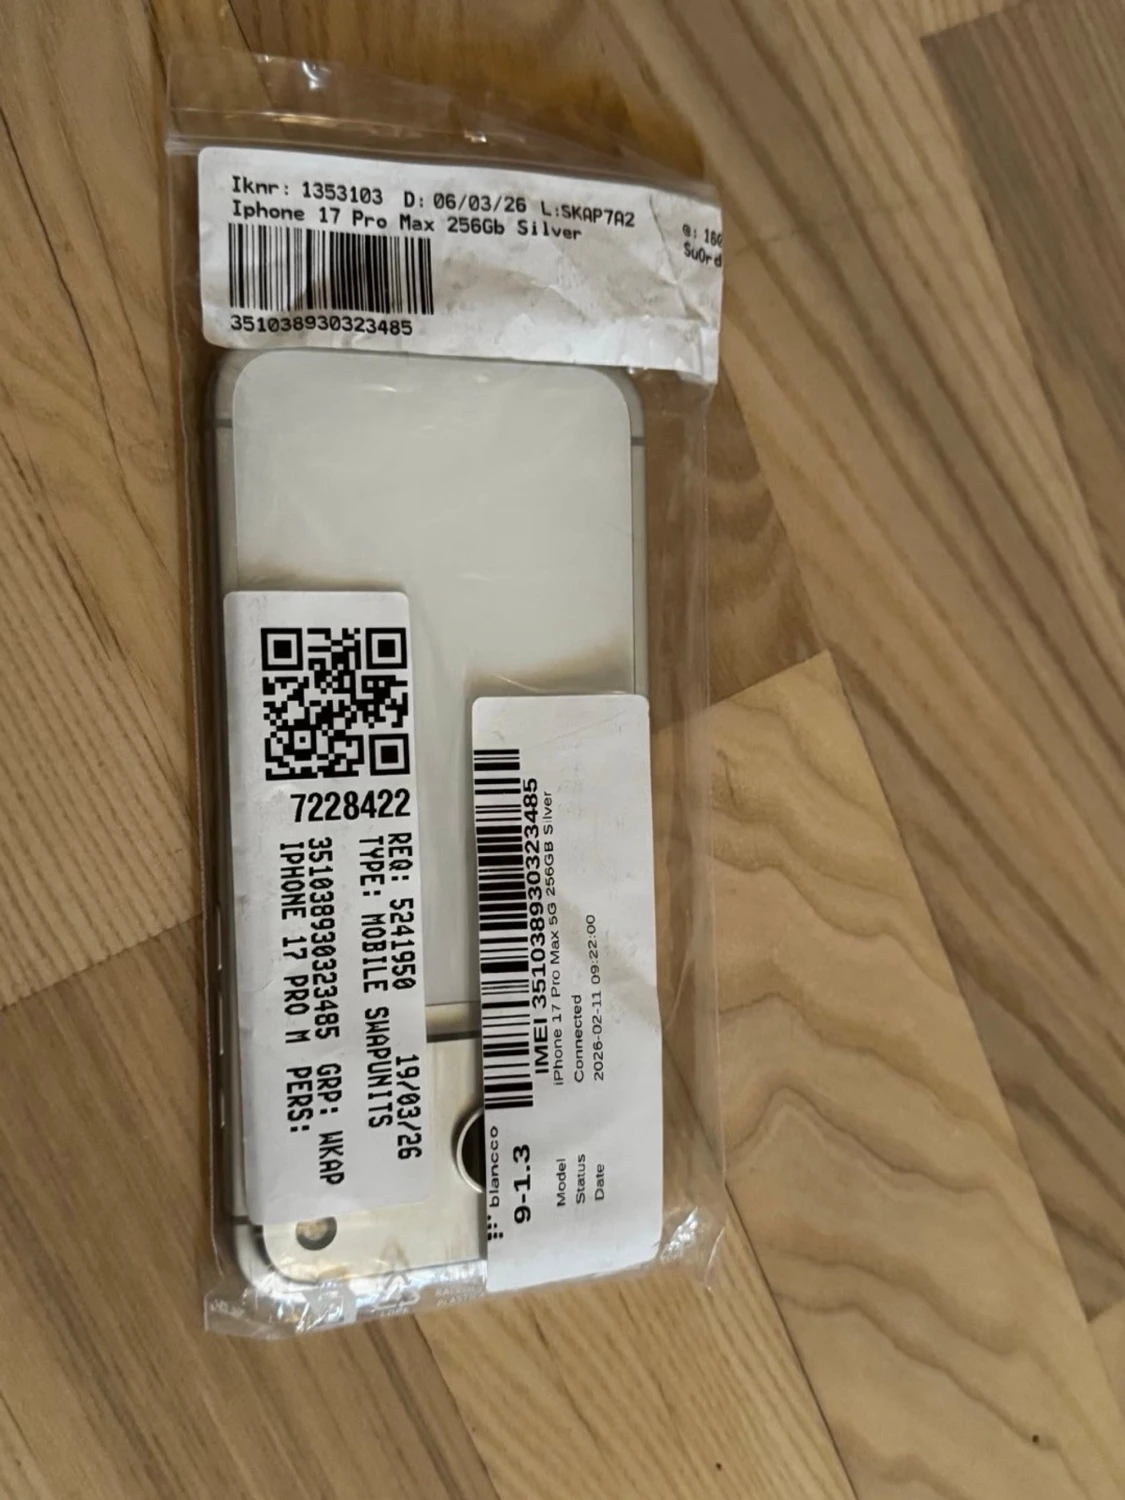 Iknr: 1353103 D: 06/03/26 L:SKAP7A2
Iphone 17 Pro Max 256Gb Silver
351038930323485
@: 160
SuOrd
7228422
REQ: 5241950 19/03/26
TYPE: MOBILE SWAPUNITS
351038930323485 GRP: WKAP
IPHONE 17 PRO M PERS:
blancco
9-1.3
IMEI 351038930323485
Model iPhone 17 Pro Max 5G 256GB Silver
Status Connected
Date 2026-02-11 09:22:00